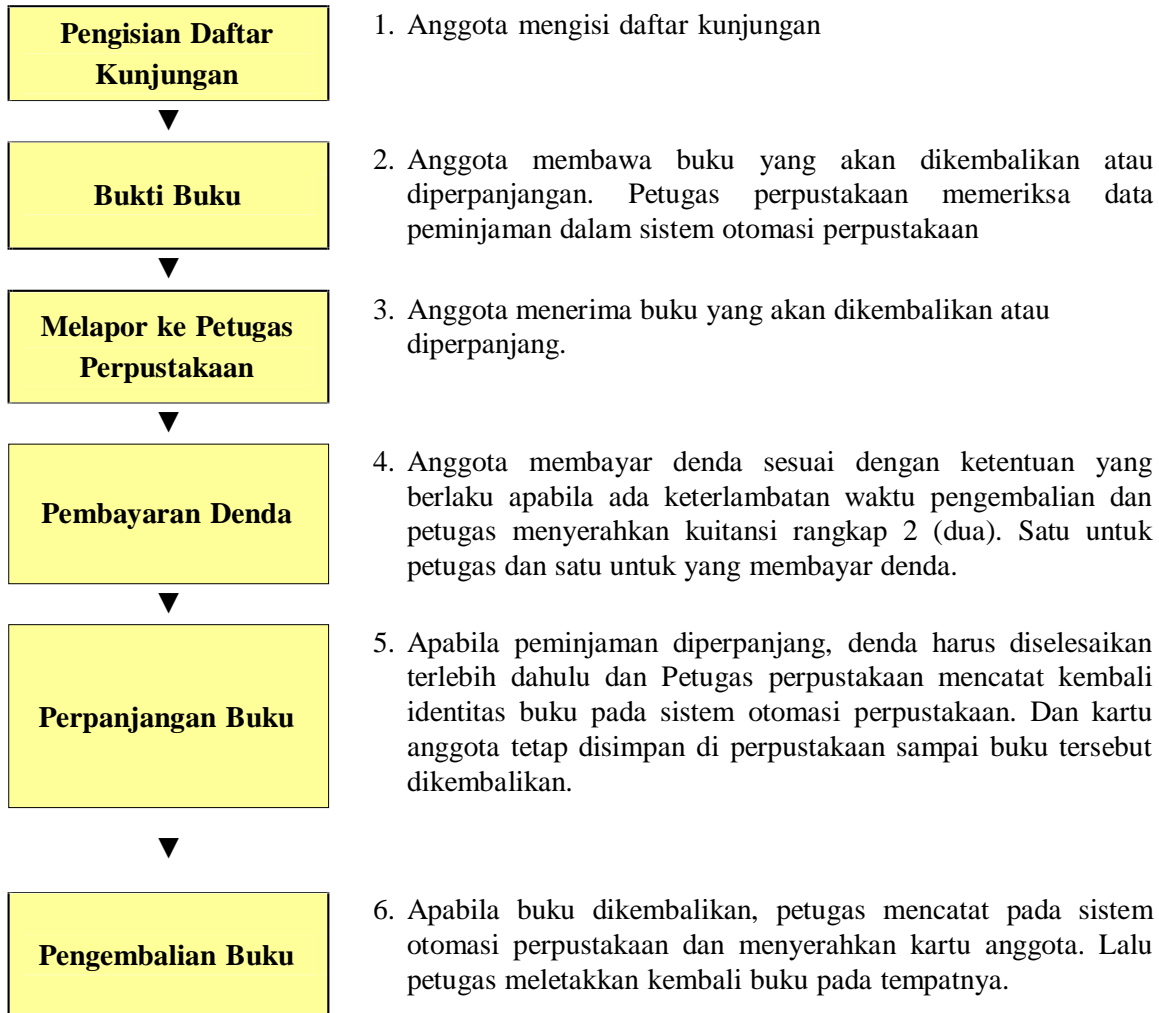 Pengisian Daftar
Kunjungan
1. Anggota mengisi daftar kunjungan
▼
Bukti Buku
2. Anggota membawa buku yang akan dikembalikan atau
diperpanjangan. Petugas perpustakaan memeriksa data
peminjaman dalam sistem otomasi perpustakaan
▼
Melapor ke Petugas
Perpustakaan
3. Anggota menerima buku yang akan dikembalikan atau
diperpanjang.
▼
Pembayaran Denda
4. Anggota membayar denda sesuai dengan ketentuan yang
berlaku apabila ada keterlambatan waktu pengembalian dan
petugas menyerahkan kuitansi rangkap 2 (dua). Satu untuk
petugas dan satu untuk yang membayar denda.
▼
Perpanjangan Buku
5. Apabila peminjaman diperpanjang, denda harus diselesaikan
terlebih dahulu dan Petugas perpustakaan mencatat kembali
identitas buku pada sistem otomasi perpustakaan. Dan kartu
anggota tetap disimpan di perpustakaan sampai buku tersebut
dikembalikan.
▼
Pengembalian Buku
6. Apabila buku dikembalikan, petugas mencatat pada sistem
otomasi perpustakaan dan menyerahkan kartu anggota. Lalu
petugas meletakkan kembali buku pada tempatnya.